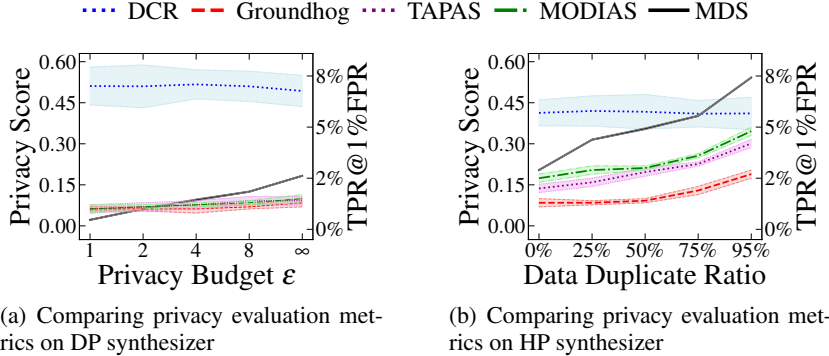 DCR Groundhog TAPAS MODIAS MDS
Privacy Score
0.60
0.45
0.30
0.15
0.00
8%
5%
2%
0%
TPR@1%FPR
1 2 4 8 ∞
Privacy Budget ε
Privacy Score
0.60
0.45
0.30
0.15
0.00
8%
5%
2%
0%
TPR@1%FPR
0% 25% 50% 75% 95%
Data Duplicate Ratio
(a) Comparing privacy evaluation met-
rics on DP synthesizer
(b) Comparing privacy evaluation met-
rics on HP synthesizer